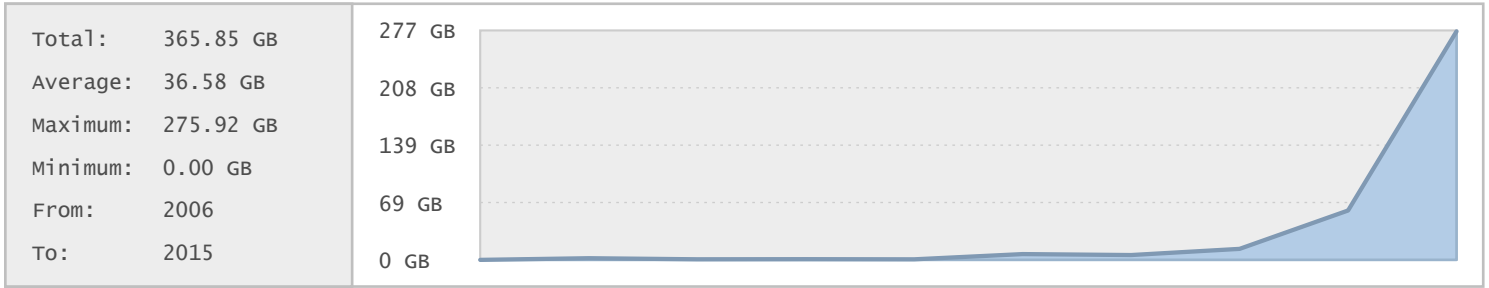 Total: 365.85 GB
Average: 36.58 GB
Maximum: 275.92 GB
Minimum: 0.00 GB
From: 2006
To: 2015
277 GB
208 GB
139 GB
69 GB
0 GB